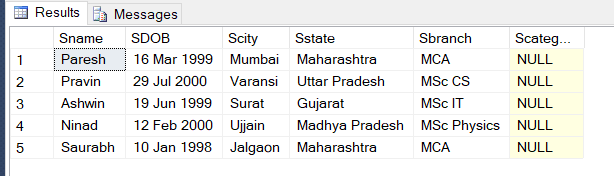 Results Messages
Sname SDOB Scity Sstate Sbranch Scateg...
1 Paresh 16 Mar 1999 Mumbai Maharashtra MCA NULL
2 Pravin 29 Jul 2000 Varansi Uttar Pradesh MSc CS NULL
3 Ashwin 19 Jun 1999 Surat Gujarat MSc IT NULL
4 Ninad 12 Feb 2000 Ujjain Madhya Pradesh MSc Physics NULL
5 Saurabh 10 Jan 1998 Jalgaon Maharashtra MCA NULL